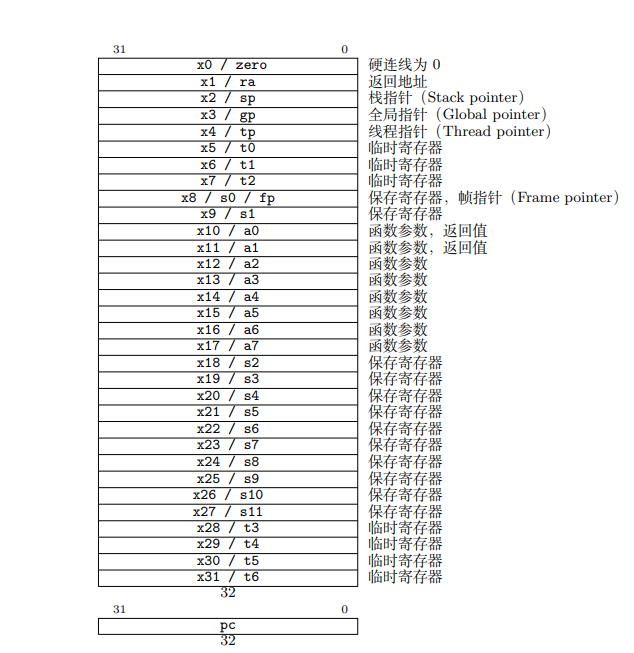 31 0
x0 / zero 硬连线为 0
x1 / ra 返回地址
x2 / sp 栈指针（Stack pointer）
x3 / gp 全局指针（Global pointer）
x4 / tp 线程指针（Thread pointer）
x5 / t0 临时寄存器
x6 / t1 临时寄存器
x7 / t2 临时寄存器
x8 / s0 / fp 保存寄存器，帧指针（Frame pointer）
x9 / s1 保存寄存器
x10 / a0 函数参数，返回值
x11 / a1 函数参数，返回值
x12 / a2 函数参数
x13 / a3 函数参数
x14 / a4 函数参数
x15 / a5 函数参数
x16 / a6 函数参数
x17 / a7 函数参数
x18 / s2 保存寄存器
x19 / s3 保存寄存器
x20 / s4 保存寄存器
x21 / s5 保存寄存器
x22 / s6 保存寄存器
x23 / s7 保存寄存器
x24 / s8 保存寄存器
x25 / s9 保存寄存器
x26 / s10 保存寄存器
x27 / s11 保存寄存器
x28 / t3 临时寄存器
x29 / t4 临时寄存器
x30 / t5 临时寄存器
x31 / t6 临时寄存器
32
31 0
pc
32